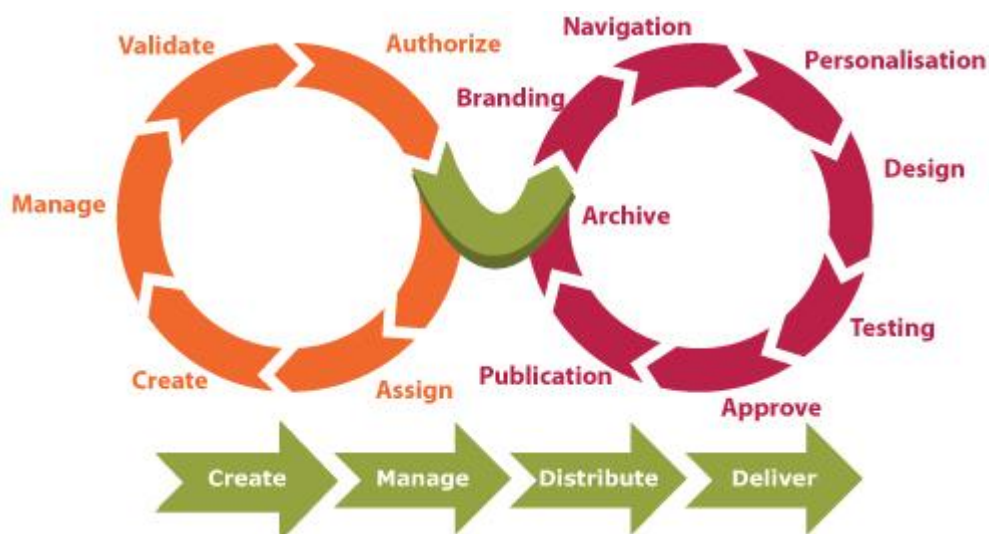 Validate
Authorize
Manage
Create
Assign
Navigation
Branding
Personalisation
Design
Archive
Testing
Publication
Approve
Create
Manage
Distribute
Deliver